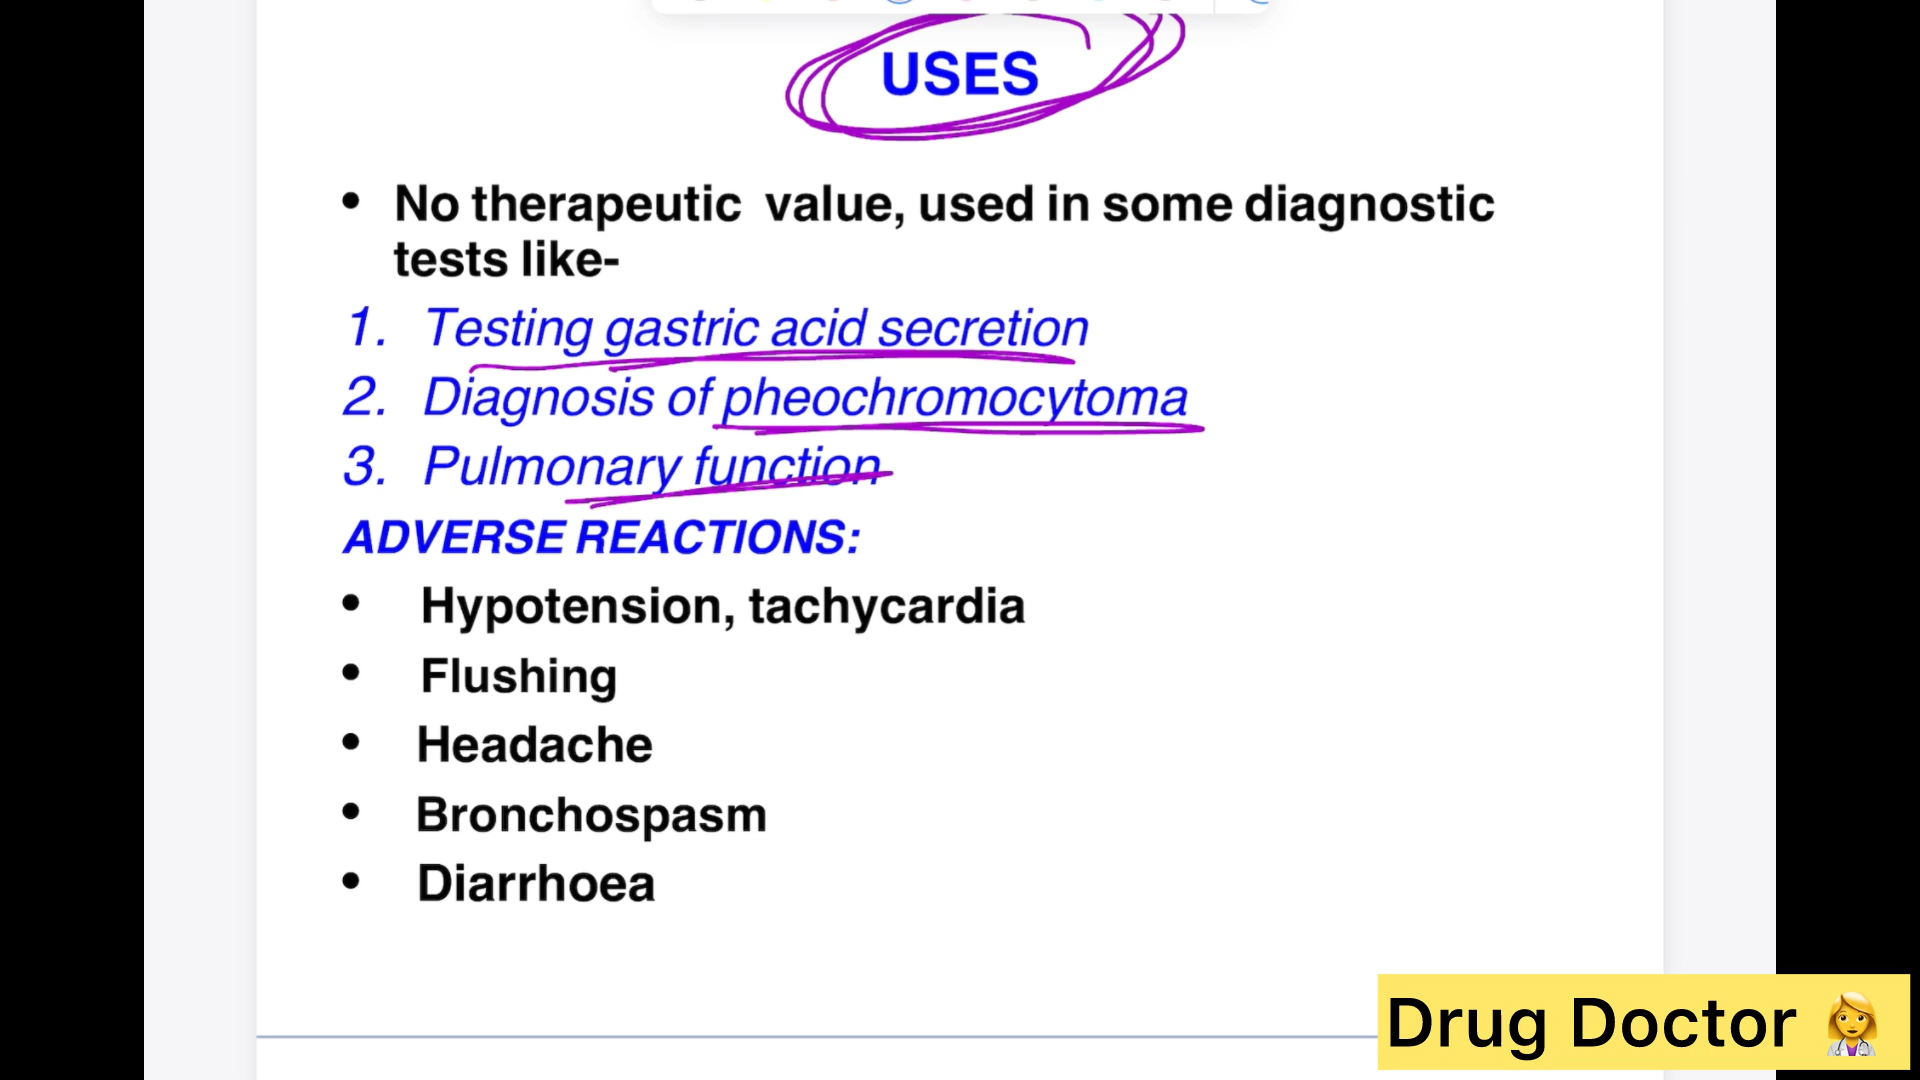 USES
• No therapeutic value, used in some diagnostic
tests like-
1. Testing gastric acid secretion
2. Diagnosis of pheochromocytoma
3. Pulmonary function
ADVERSE REACTIONS:
• Hypotension, tachycardia
• Flushing
• Headache
• Bronchospasm
• Diarrhoea
Drug Doctor